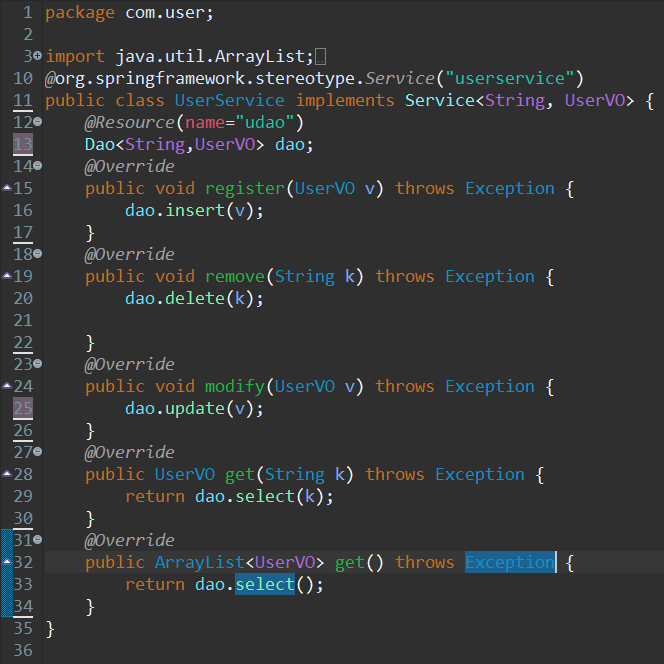 1 package com.user;
2
3 import java.util.ArrayList;
10 @org.springframework.stereotype.Service("userservice")
11 public class UserService implements Service<String, UserVO> {
12     @Resource(name="udao")
13     Dao<String,UserVO> dao;
14     @Override
15     public void register(UserVO v) throws Exception {
16         dao.insert(v);
17     }
18     @Override
19     public void remove(String k) throws Exception {
20         dao.delete(k);
21
22     }
23     @Override
24     public void modify(UserVO v) throws Exception {
25         dao.update(v);
26     }
27     @Override
28     public UserVO get(String k) throws Exception {
29         return dao.select(k);
30     }
31     @Override
32     public ArrayList<UserVO> get() throws Exception {
33         return dao.select();
34     }
35 }
36